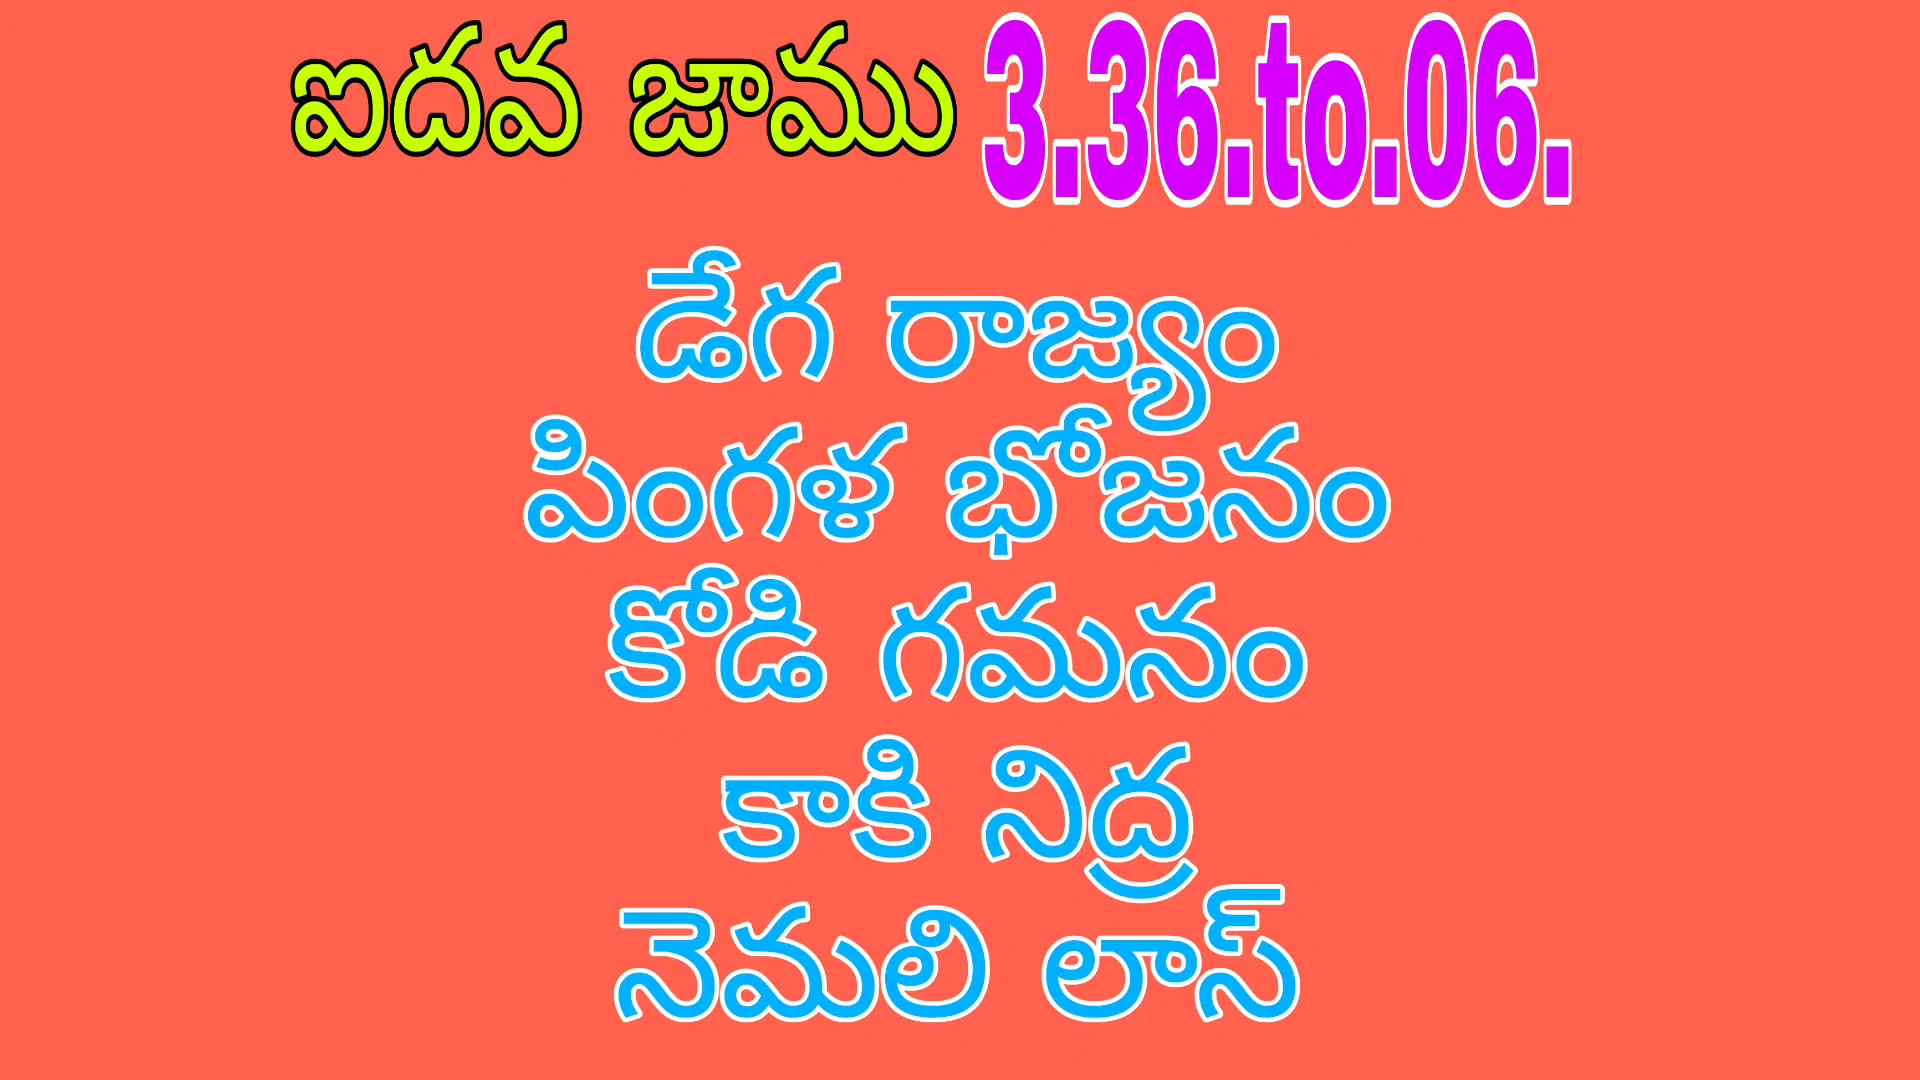 ఐదవ జాము 3.36.to.06.
డేగ రాజ్యం
పింగళ భోజనం
కోడి గమనం
కాకి నిద్ర
నెమలి లాస్